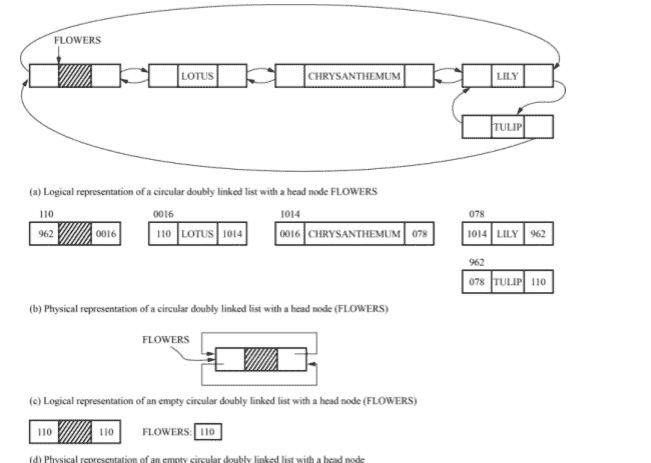 FLOWERS
LOTUS CHRYSANTHEMUM LILY
TULIP
(a) Logical representation of a circular doubly linked list with a head node FLOWERS
110 0016 1014 078
962 0016 110 LOTUS 1014 0016 CHRYSANTHEMUM 078 1014 LILY 962
962
078 TULIP 110
(b) Physical representation of a circular doubly linked list with a head node (FLOWERS)
FLOWERS
(c) Logical representation of an empty circular doubly linked list with a head node (FLOWERS)
110 110 FLOWERS: 110
(d) Physical representation of an empty circular doubly linked list with a head node